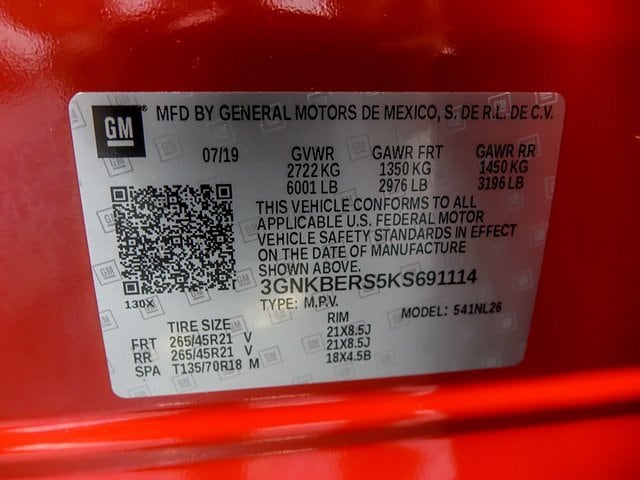 GM
MFD BY GENERAL MOTORS DE MEXICO, S. DE R.L. DE C.V.
07/19 GVWR GAWR FRT GAWR RR
2722 KG 1350 KG 1450 KG
6001 LB 2976 LB 3196 LB
THIS VEHICLE CONFORMS TO ALL
APPLICABLE U.S. FEDERAL MOTOR
VEHICLE SAFETY STANDARDS IN EFFECT
ON THE DATE OF MANUFACTURE
SHOWN ABOVE.
3GNKBERS5KS691114
130X
TYPE: M.P.V. MODEL: 541NL26
TIRE SIZE RIM
FRT 265/45R21 V 21X8.5J
RR 265/45R21 V 21X8.5J
SPA T135/70R18 M 18X4.5B